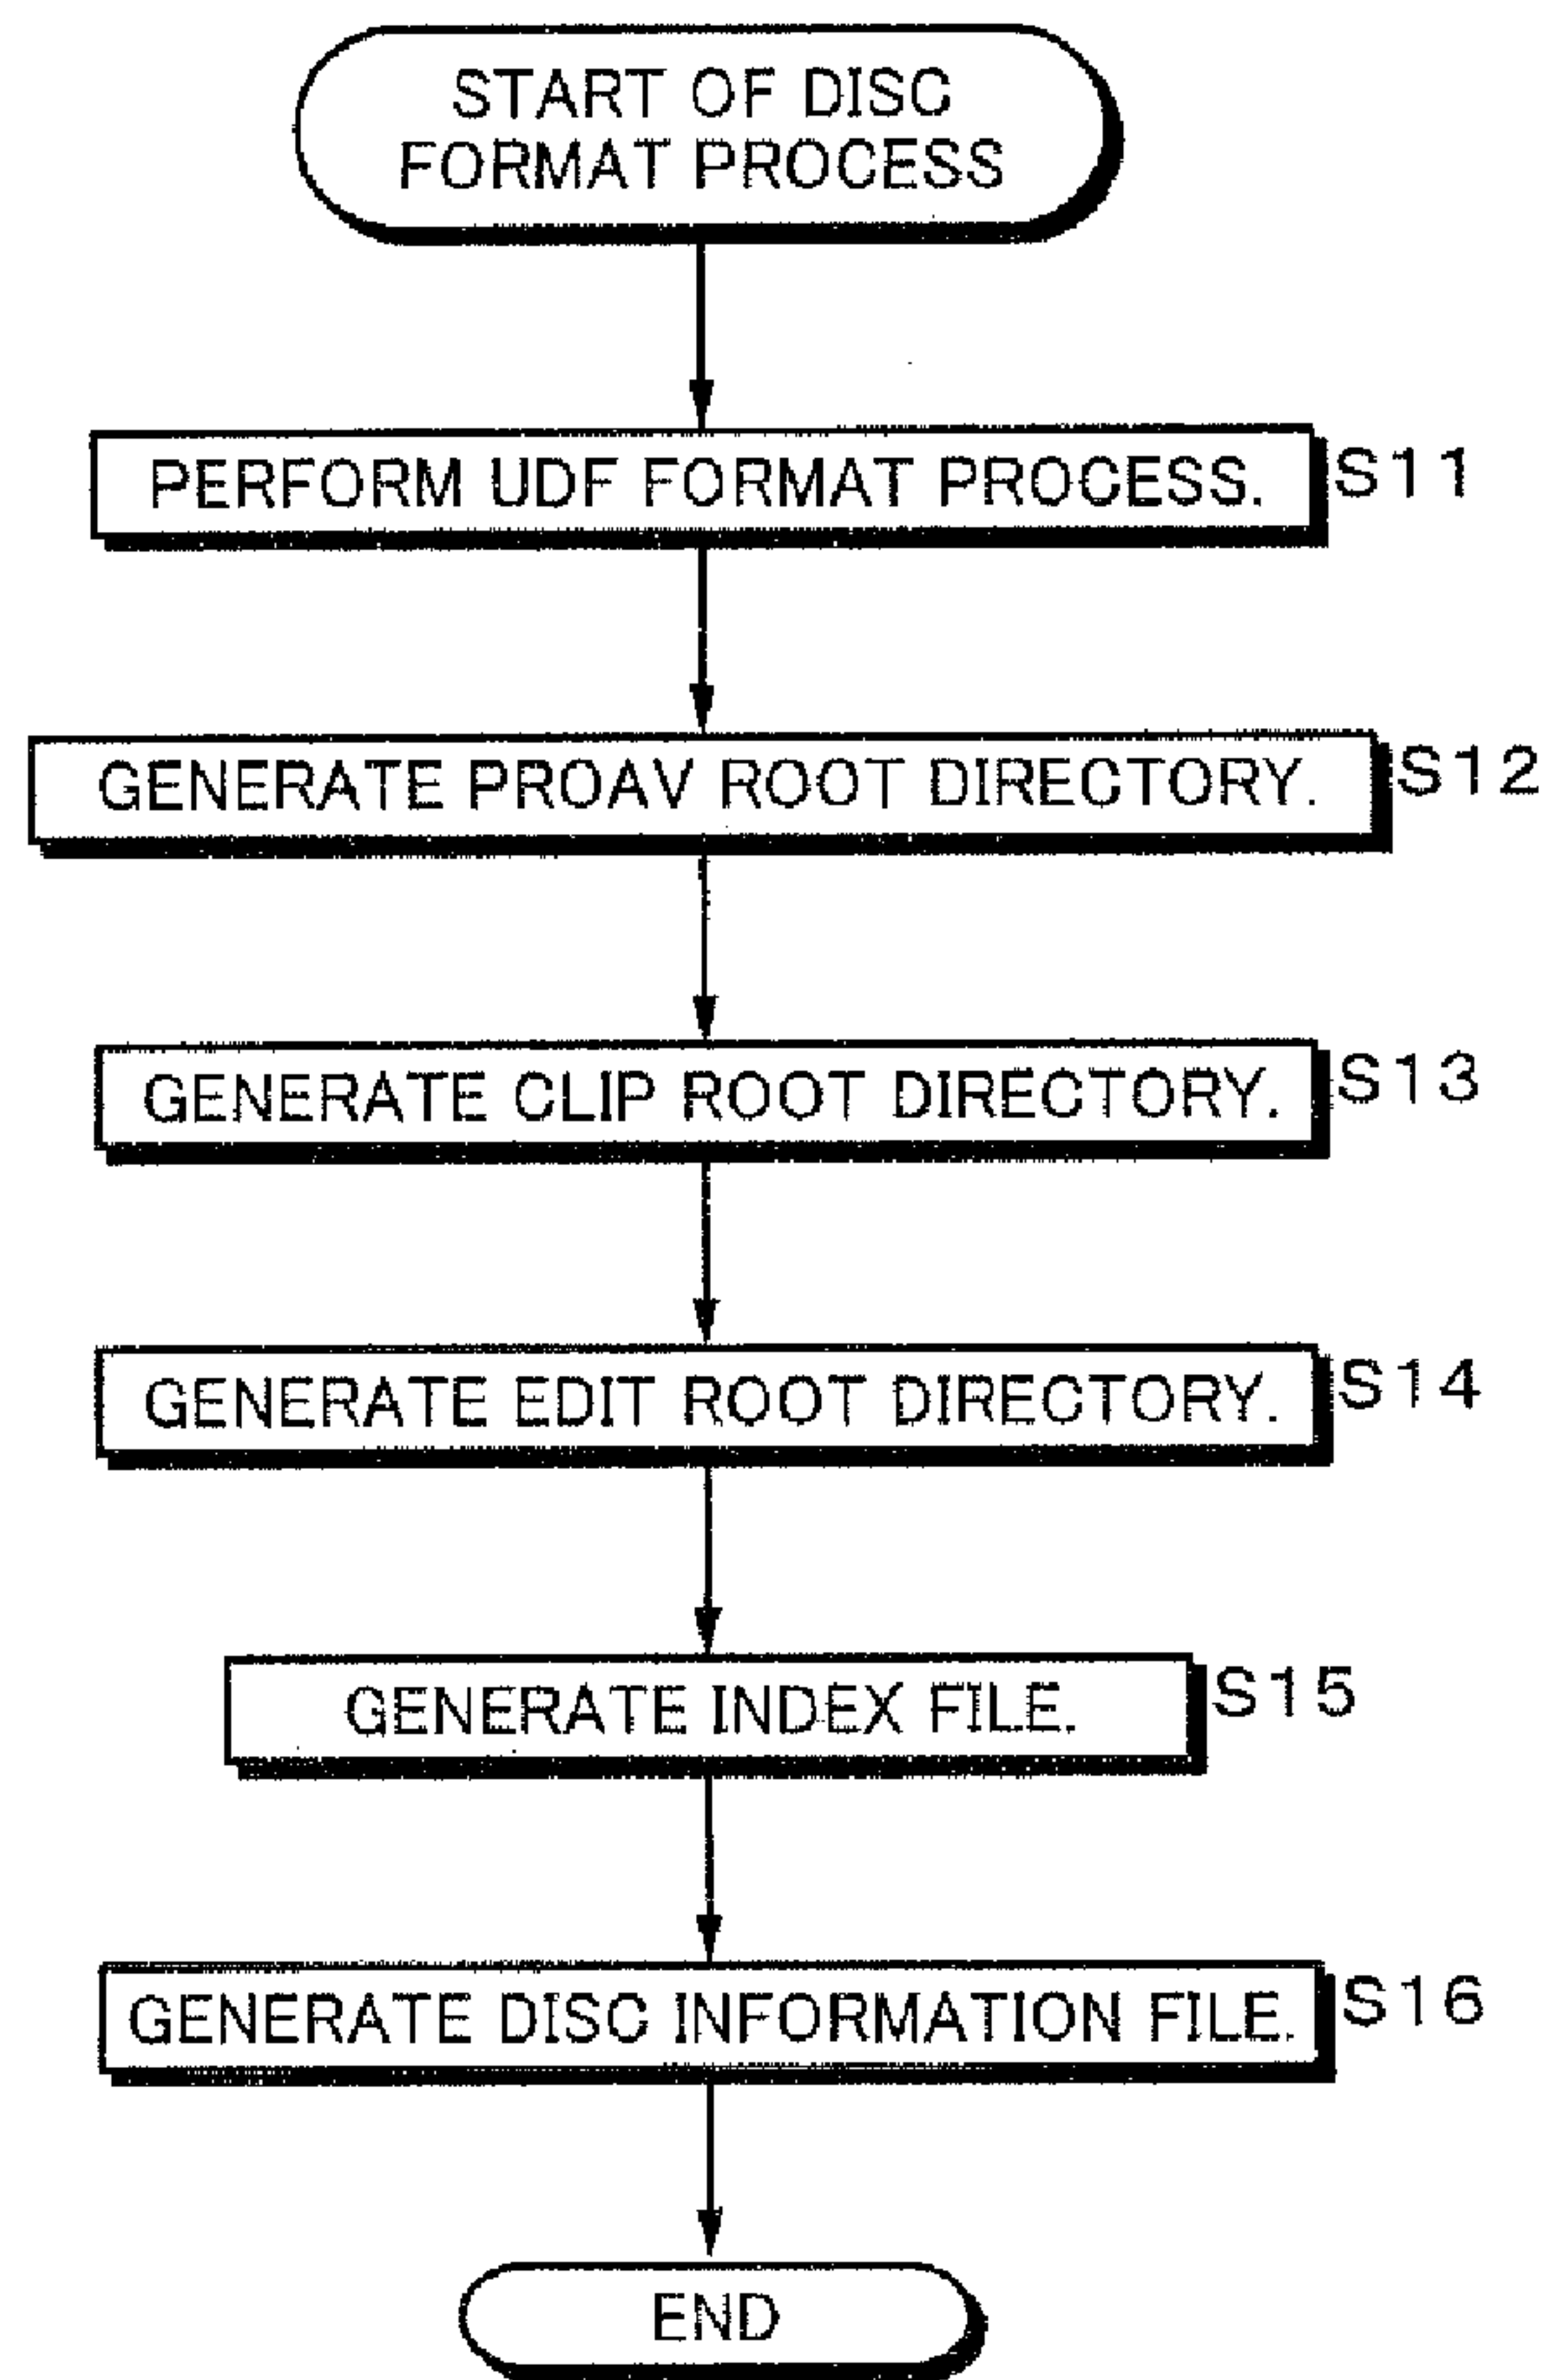 START OF DISC
FORMAT PROCESS
PERFORM UDF FORMAT PROCESS.
S11
GENERATE PROAV ROOT DIRECTORY.
S12
GENERATE CLIP ROOT DIRECTORY.
S13
GENERATE EDIT ROOT DIRECTORY.
S14
GENERATE INDEX FILE.
S15
GENERATE DISC INFORMATION FILE.
S16
END